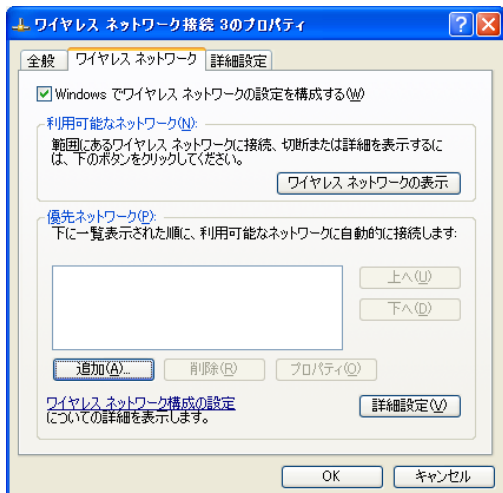 ワイヤレス ネットワーク接続 3のプロパティ
全般 ワイヤレス ネットワーク 詳細設定
Windows でワイヤレス ネットワークの設定を構成する(W)
利用可能なネットワーク(N):
範囲にあるワイヤレス ネットワークに接続、切断または詳細を表示するに
は、下のボタンをクリックしてください。
ワイヤレス ネットワークの表示
優先ネットワーク(P):
下に一覧表示された順に、利用可能なネットワークに自動的に接続します:
上へ(U)
下へ(D)
追加(A)... 削除(R) プロパティ(O)
ワイヤレス ネットワーク構成の設定
についての詳細を表示します。
詳細設定(V)
OK キャンセル